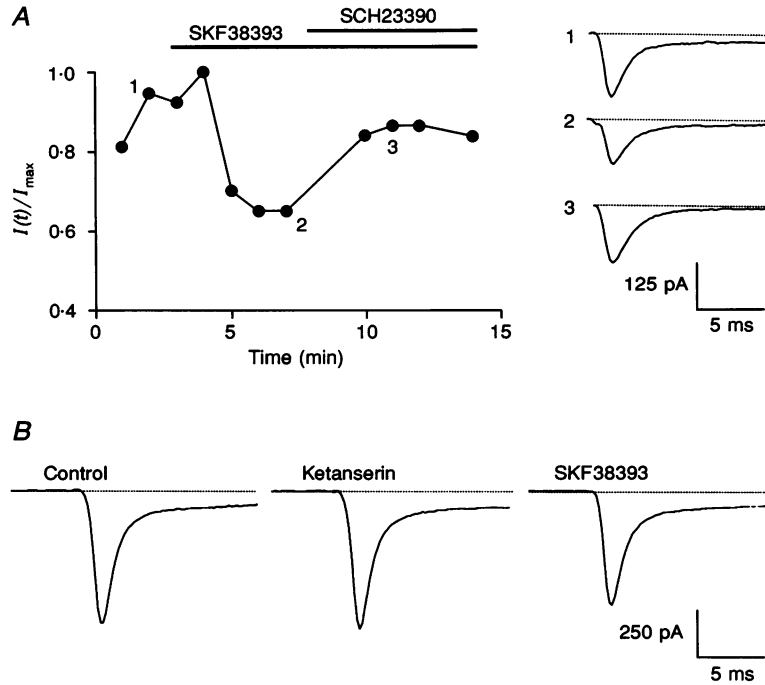 A
SCH23390
SKF38393
1·0
0·8
0·6
0·4
I(t)/Imax
0
5
10
15
Time (min)
1
2
3
1
2
3
125 pA
5 ms
B
Control
Ketanserin
SKF38393
250 pA
5 ms